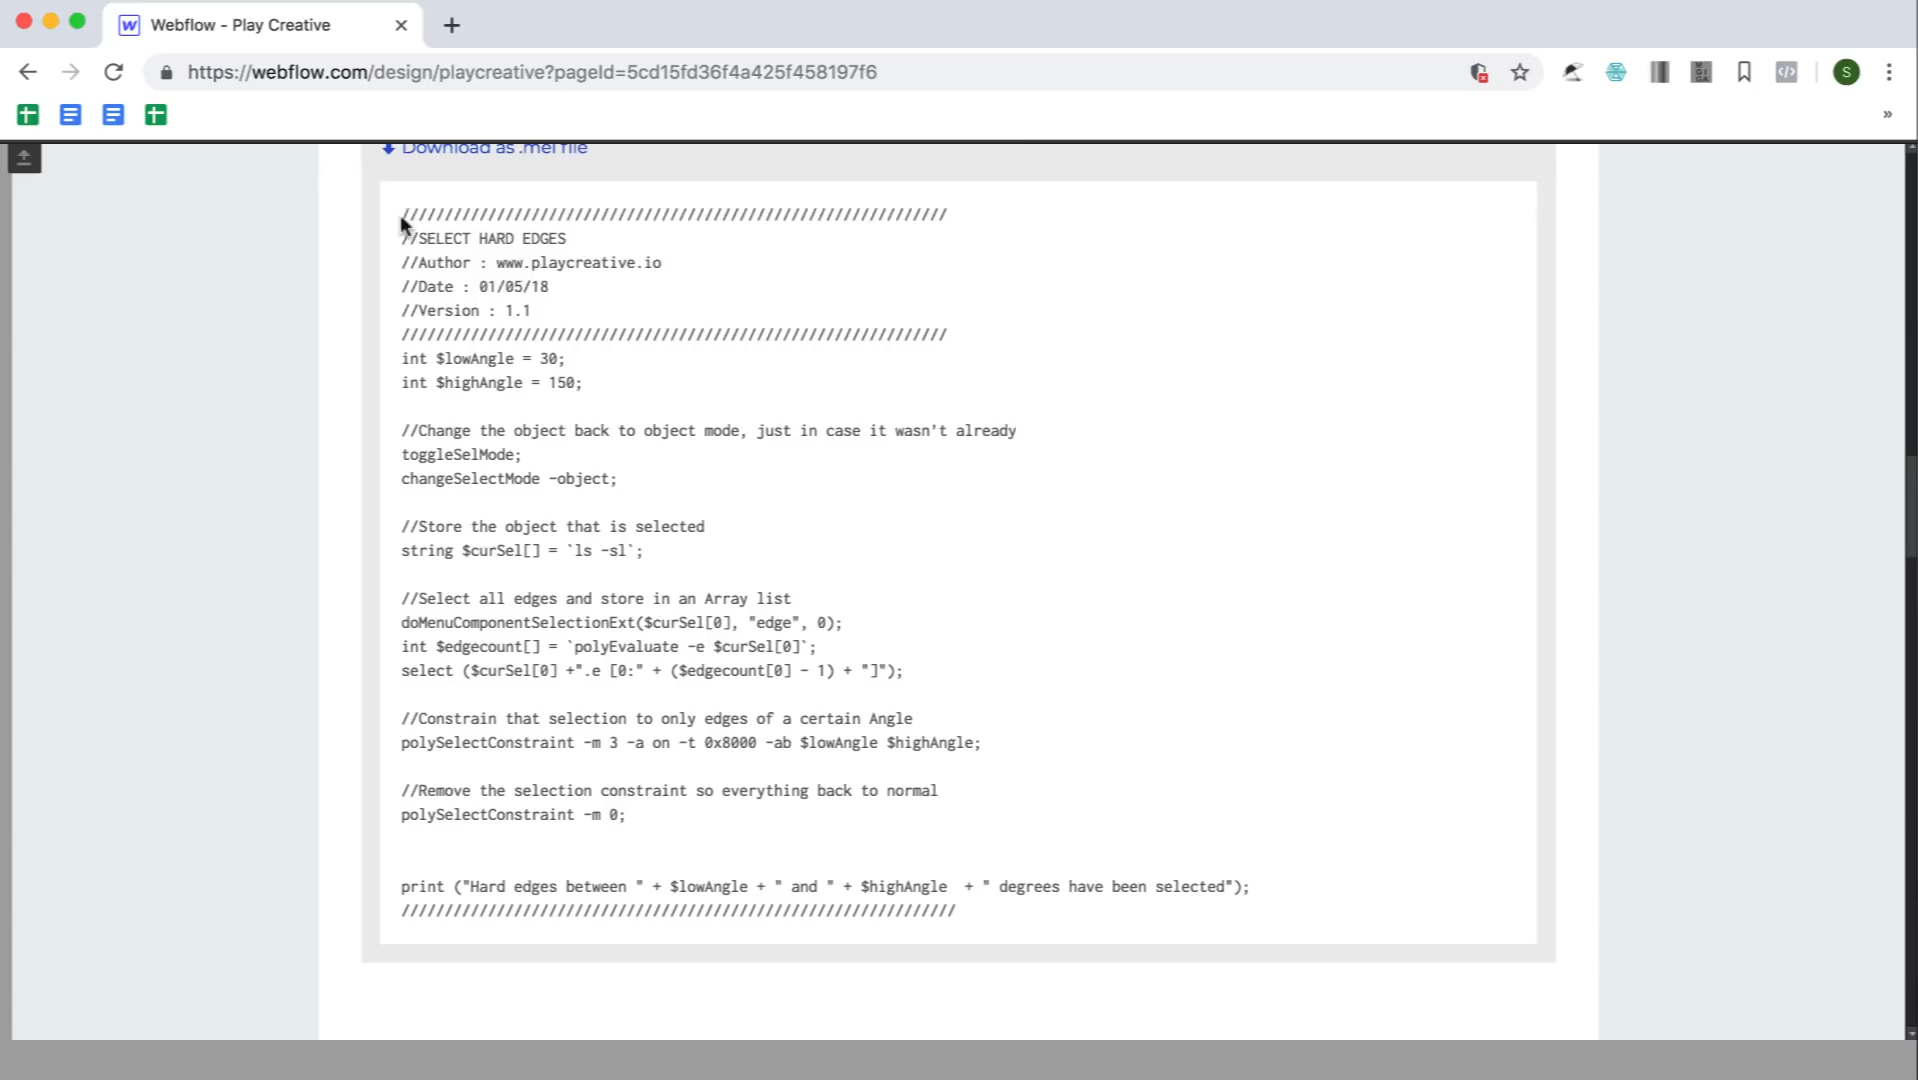 Webflow - Play Creative
https://webflow.com/design/playcreative?pageId=5cd15fd36f4a425f458197f6
S
Download as .mel file
///////////////////////////////////////////////////////////////
//SELECT HARD EDGES
//Author : www.playcreative.io
//Date : 01/05/18
//Version : 1.1
///////////////////////////////////////////////////////////////
int $lowAngle = 30;
int $highAngle = 150;
//Change the object back to object mode, just in case it wasn't already
toggleSelMode;
changeSelectMode -object;
//Store the object that is selected
string $curSel[] = `ls -sl`;
//Select all edges and store in an Array list
doMenuComponentSelectionExt($curSel[0], "edge", 0);
int $edgecount[] = `polyEvaluate -e $curSel[0]`;
select ($curSel[0] +".e [0:" + ($edgecount[0] - 1) + "]");
//Constrain that selection to only edges of a certain Angle
polySelectConstraint -m 3 -a on -t 0x8000 -ab $lowAngle $highAngle;
//Remove the selection constraint so everything back to normal
polySelectConstraint -m 0;
print ("Hard edges between " + $lowAngle + " and " + $highAngle  + " degrees have been selected");
////////////////////////////////////////////////////////////////